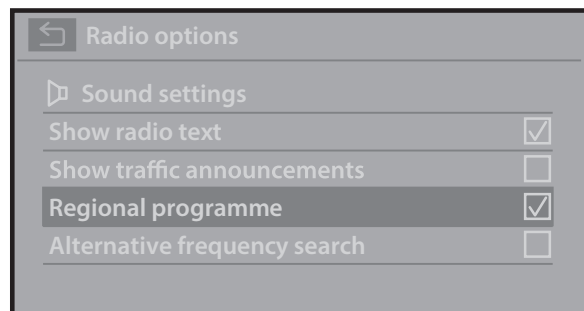 Radio options
Sound settings
Show radio text
Show traffic announcements
Regional programme
Alternative frequency search